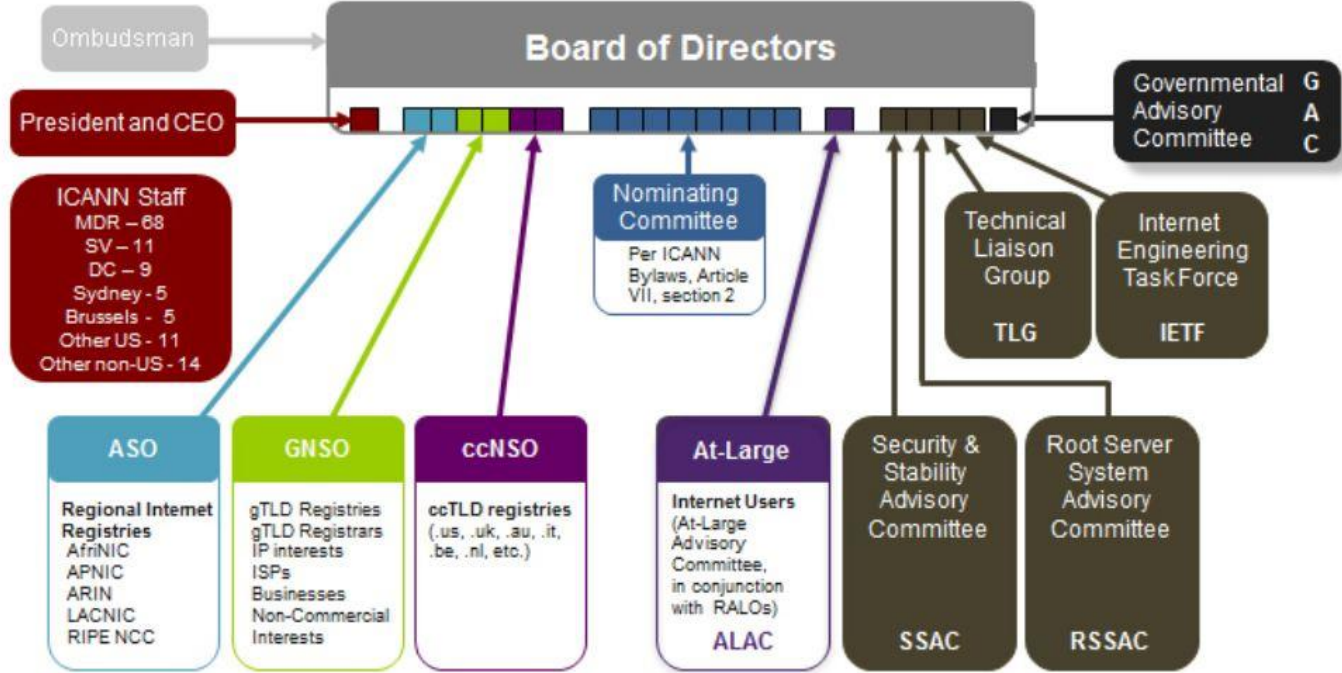 Ombudsman
Board of Directors
President and CEO
Governmental
Advisory
Committee
G
A
C
ICANN Staff
MDR – 68
SV – 11
DC – 9
Sydney - 5
Brussels - 5
Other US - 11
Other non-US - 14
Nominating
Committee
Per ICANN
Bylaws, Article
VII, section 2
Technical
Liaison
Group
TLG
Internet
Engineering
Task Force
IETF
ASO
Regional Internet
Registries
AfriNIC
APNIC
ARIN
LACNIC
RIPE NCC
GNSO
gTLD Registries
gTLD Registrars
IP interests
ISPs
Businesses
Non-Commercial
Interests
ccNSO
ccTLD registries
(.us, .uk, .au, .it,
.be, .nl, etc.)
At-Large
Internet Users
(At-Large
Advisory
Committee,
in conjunction
with RALOs)
ALAC
Security &
Stability
Advisory
Committee
SSAC
Root Server
System
Advisory
Committee
RSSAC